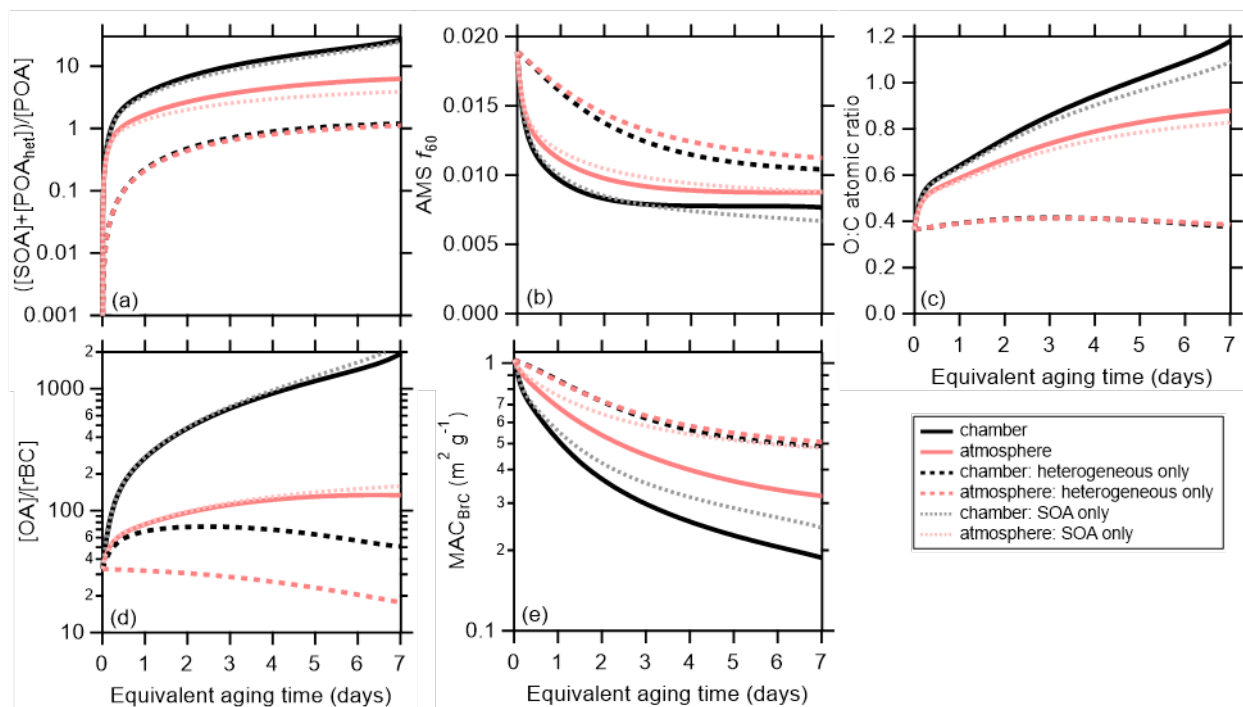 ([SOA]+[POAhet])/[POA]
10
1
0.1
0.01
0.001
(a)
AMS f60
0.020
0.015
0.010
0.005
0.000
(b)
O:C atomic ratio
1.2
1.0
0.8
0.6
0.4
0.2
0.0
(c)
0 1 2 3 4 5 6 7
Equivalent aging time (days)
[OA]/[rBC]
2
1000
6
4
2
100
6
4
2
10
(d)
0 1 2 3 4 5 6 7
Equivalent aging time (days)
MACBrC (m2 g-1)
1
7
6
5
4
3
2
0.1
(e)
0 1 2 3 4 5 6 7
Equivalent aging time (days)
chamber
atmosphere
chamber: heterogeneous only
atmosphere: heterogeneous only
chamber: SOA only
atmosphere: SOA only